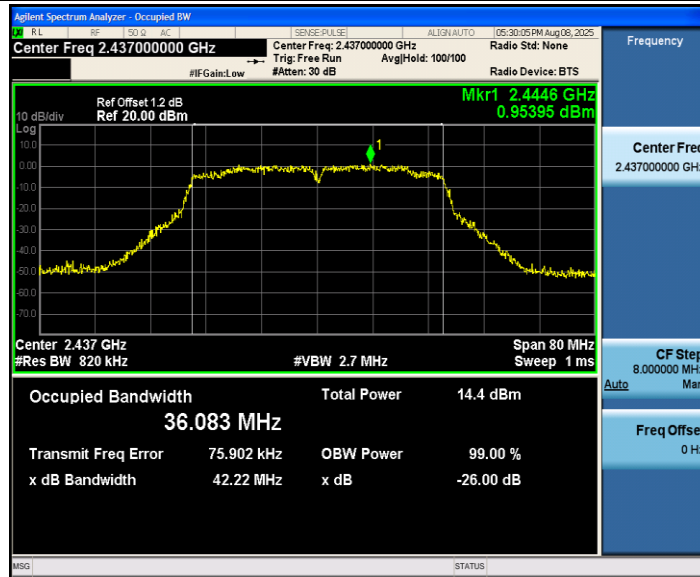 Agilent Spectrum Analyzer - Occupied BW
RL RF 50 Ω AC SENSE:PULSE ALIGN AUTO 05:30:05 PM Aug 08, 2025
Center Freq 2.437000000 GHz
Center Freq: 2.437000000 GHz
Radio Std: None
Trig: Free Run Avg|Hold: 100/100
#IFGain:Low
#Atten: 30 dB
Radio Device: BTS
Frequency
Ref Offset 1.2 dB
Mkr1 2.4446 GHz
10 dB/div
Ref 20.00 dBm
0.95395 dBm
Log
10.0
0.00
-10.0
-20.0
-30.0
-40.0
-50.0
-60.0
-70.0
1
Center Freq
2.437000000 GHz
Center 2.437 GHz
Span 80 MHz
#Res BW 820 kHz
#VBW 2.7 MHz
Sweep 1 ms
CF Step
8.000000 MHz
Auto Man
Freq Offset
0 Hz
Occupied Bandwidth
Total Power 14.4 dBm
36.083 MHz
Transmit Freq Error 75.902 kHz OBW Power 99.00 %
x dB Bandwidth 42.22 MHz x dB -26.00 dB
MSG
STATUS